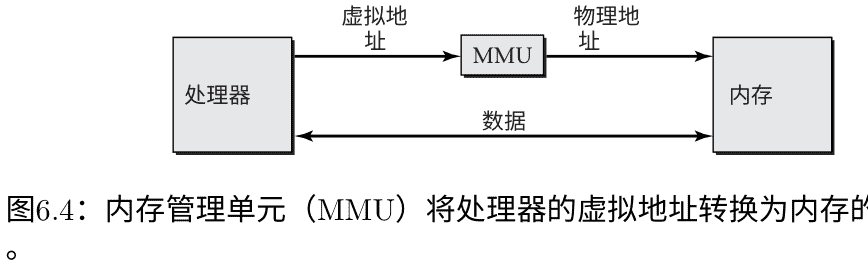 虚拟地
址
物理地
址
MMU
处理器
内存
数据
图6.4：内存管理单元（MMU）将处理器的虚拟地址转换为内存的
。